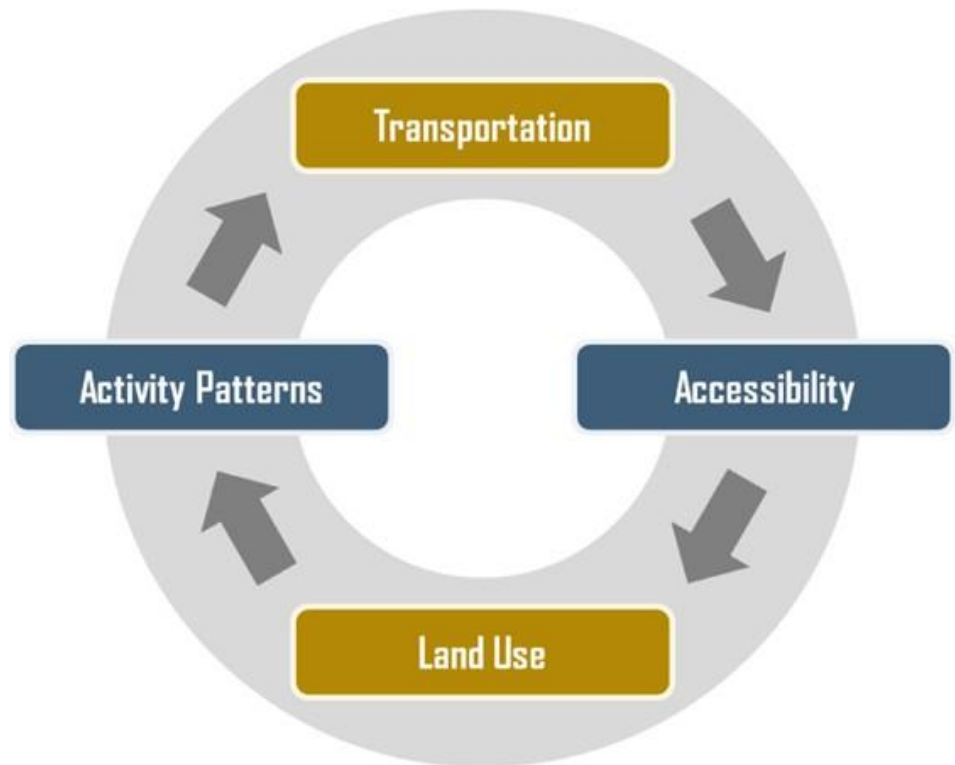 Transportation
Activity Patterns
Accessibility
Land Use